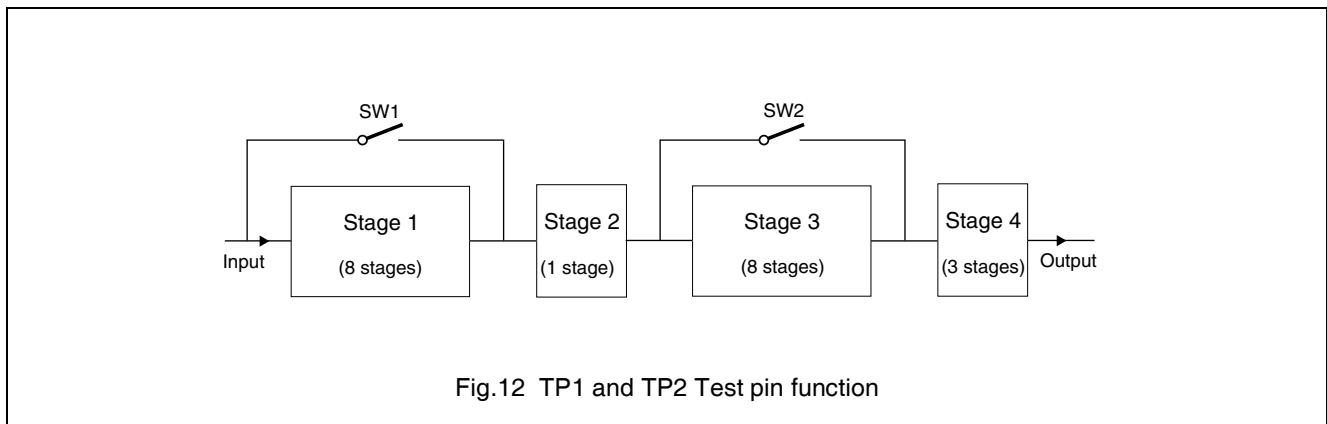 SW1
SW2
Stage 1
(8 stages)
Stage 2
(1 stage)
Stage 3
(8 stages)
Stage 4
(3 stages)
Input
Output
Fig.12 TP1 and TP2 Test pin function